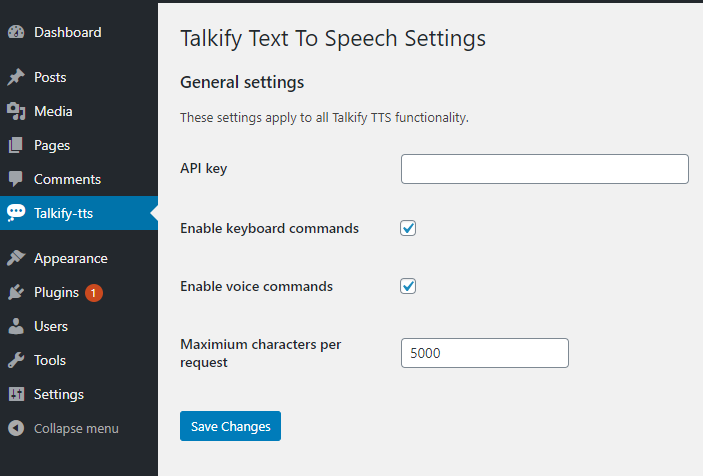 Dashboard
Posts
Media
Pages
Comments
Talkify-tts
Appearance
Plugins 1
Users
Tools
Settings
Collapse menu
Talkify Text To Speech Settings
General settings
These settings apply to all Talkify TTS functionality.
API key
Enable keyboard commands
Enable voice commands
Maximium characters per
request
5000
Save Changes